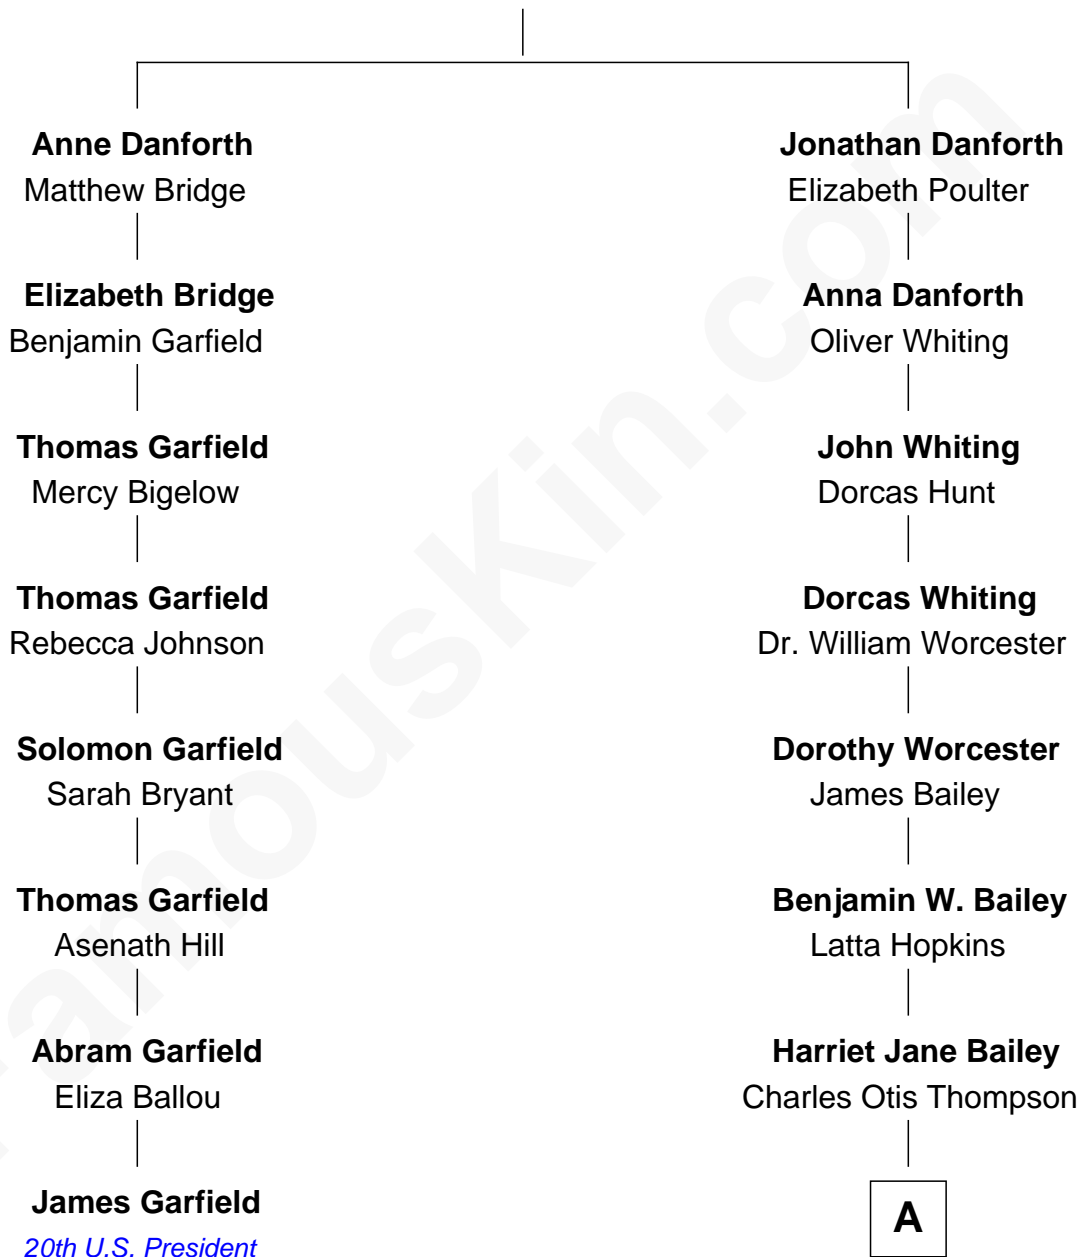 Anne Danforth
Matthew Bridge
Elizabeth Bridge
Benjamin Garfield
Thomas Garfield
Mercy Bigelow
Thomas Garfield
Rebecca Johnson
Solomon Garfield
Sarah Bryant
Thomas Garfield
Asenath Hill
Abram Garfield
Eliza Ballou
James Garfield
20th U.S. President
Jonathan Danforth
Elizabeth Poulter
Anna Danforth
Oliver Whiting
John Whiting
Dorcas Hunt
Dorcas Whiting
Dr. William Worcester
Dorothy Worcester
James Bailey
Benjamin W. Bailey
Latta Hopkins
Harriet Jane Bailey
Charles Otis Thompson
A
FamousKin.com